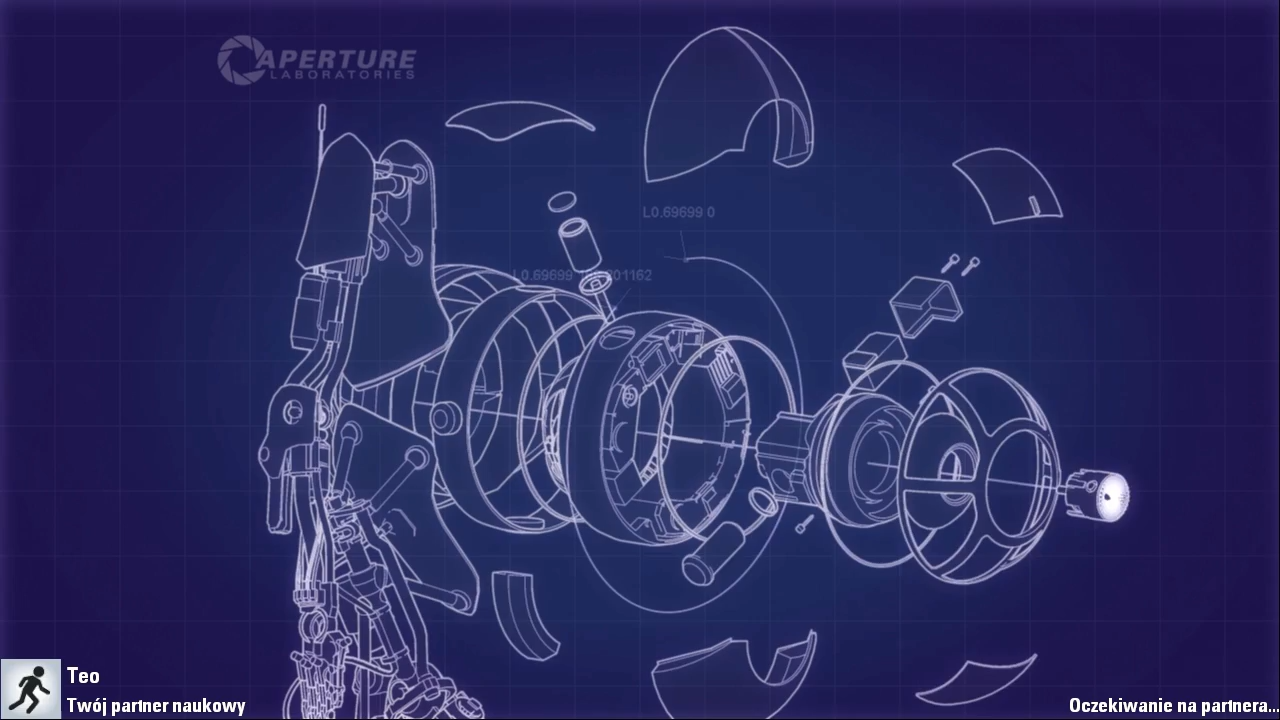 APERTURE
LABORATORIES
L0.69699 0
Teo
Twój partner naukowy
Oczekiwanie na partnera...